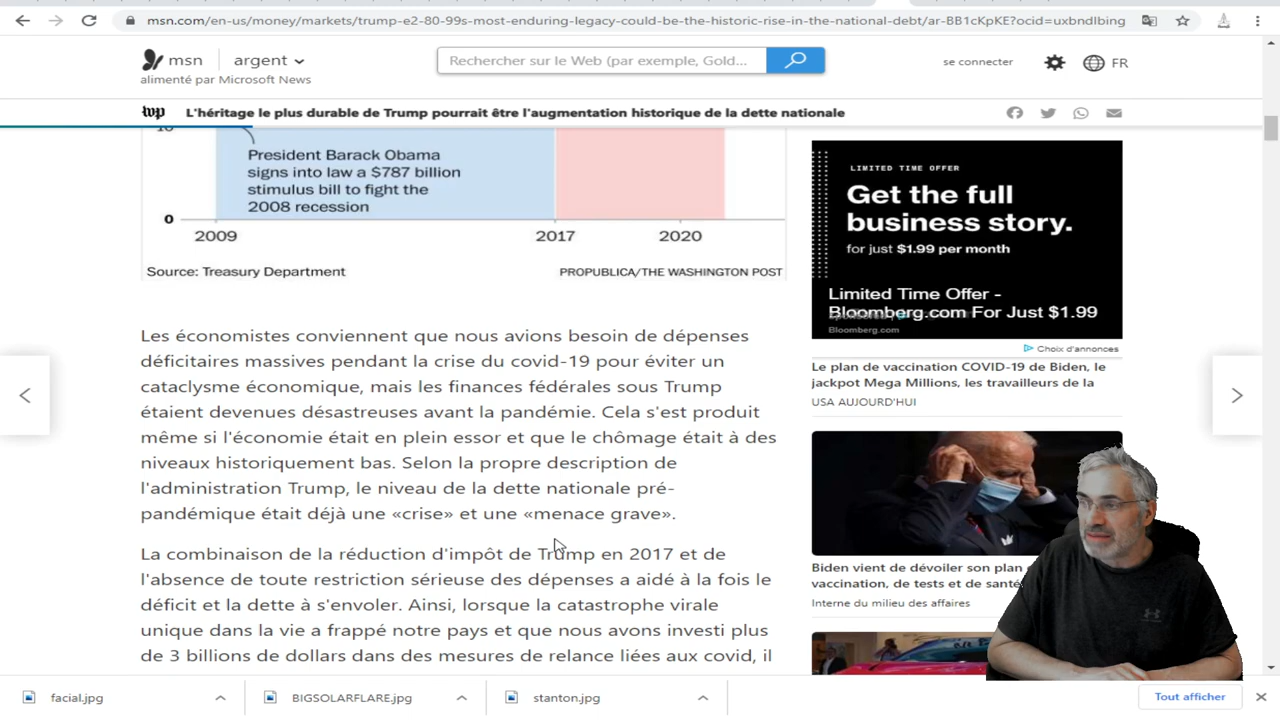 msn.com/en-us/money/markets/trump-e2-80-99s-most-enduring-legacy-could-be-the-historic-rise-in-the-national-debt/ar-BB1cKpKE?ocid=uxbndlbing
msn
argent
alimenté par Microsoft News
Rechercher sur le Web (par exemple, Gold...
se connecter
FR
wp
L'héritage le plus durable de Trump pourrait être l'augmentation historique de la dette nationale
10
President Barack Obama
signs into law a $787 billion
stimulus bill to fight the
2008 recession
0
2009
2017
2020
Source: Treasury Department
PROPUBLICA/THE WASHINGTON POST
Les économistes conviennent que nous avions besoin de dépenses
déficitaires massives pendant la crise du covid-19 pour éviter un
cataclysme économique, mais les finances fédérales sous Trump
étaient devenues désastreuses avant la pandémie. Cela s'est produit
même si l'économie était en plein essor et que le chômage était à des
niveaux historiquement bas. Selon la propre description de
l'administration Trump, le niveau de la dette nationale pré-
pandémique était déjà une «crise» et une «menace grave».
La combinaison de la réduction d'impôt de Trump en 2017 et de
l'absence de toute restriction sérieuse des dépenses a aidé à la fois le
déficit et la dette à s'envoler. Ainsi, lorsque la catastrophe virale
unique dans la vie a frappé notre pays et que nous avons investi plus
de 3 billions de dollars dans des mesures de relance liées aux covid, il
LIMITED TIME OFFER
Get the full
business story.
for just $1.99 per month
Limited Time Offer -
Bloomberg.com For Just $1.99
Bloomberg.com
Choix d'annonces
Le plan de vaccination COVID-19 de Biden, le
jackpot Mega Millions, les travailleurs de la
USA AUJOURD'HUI
Biden vient de dévoiler son plan
vaccination, de tests et de santé
Interne du milieu des affaires
facial.jpg
BIGSOLARFLARE.jpg
stanton.jpg
Tout afficher